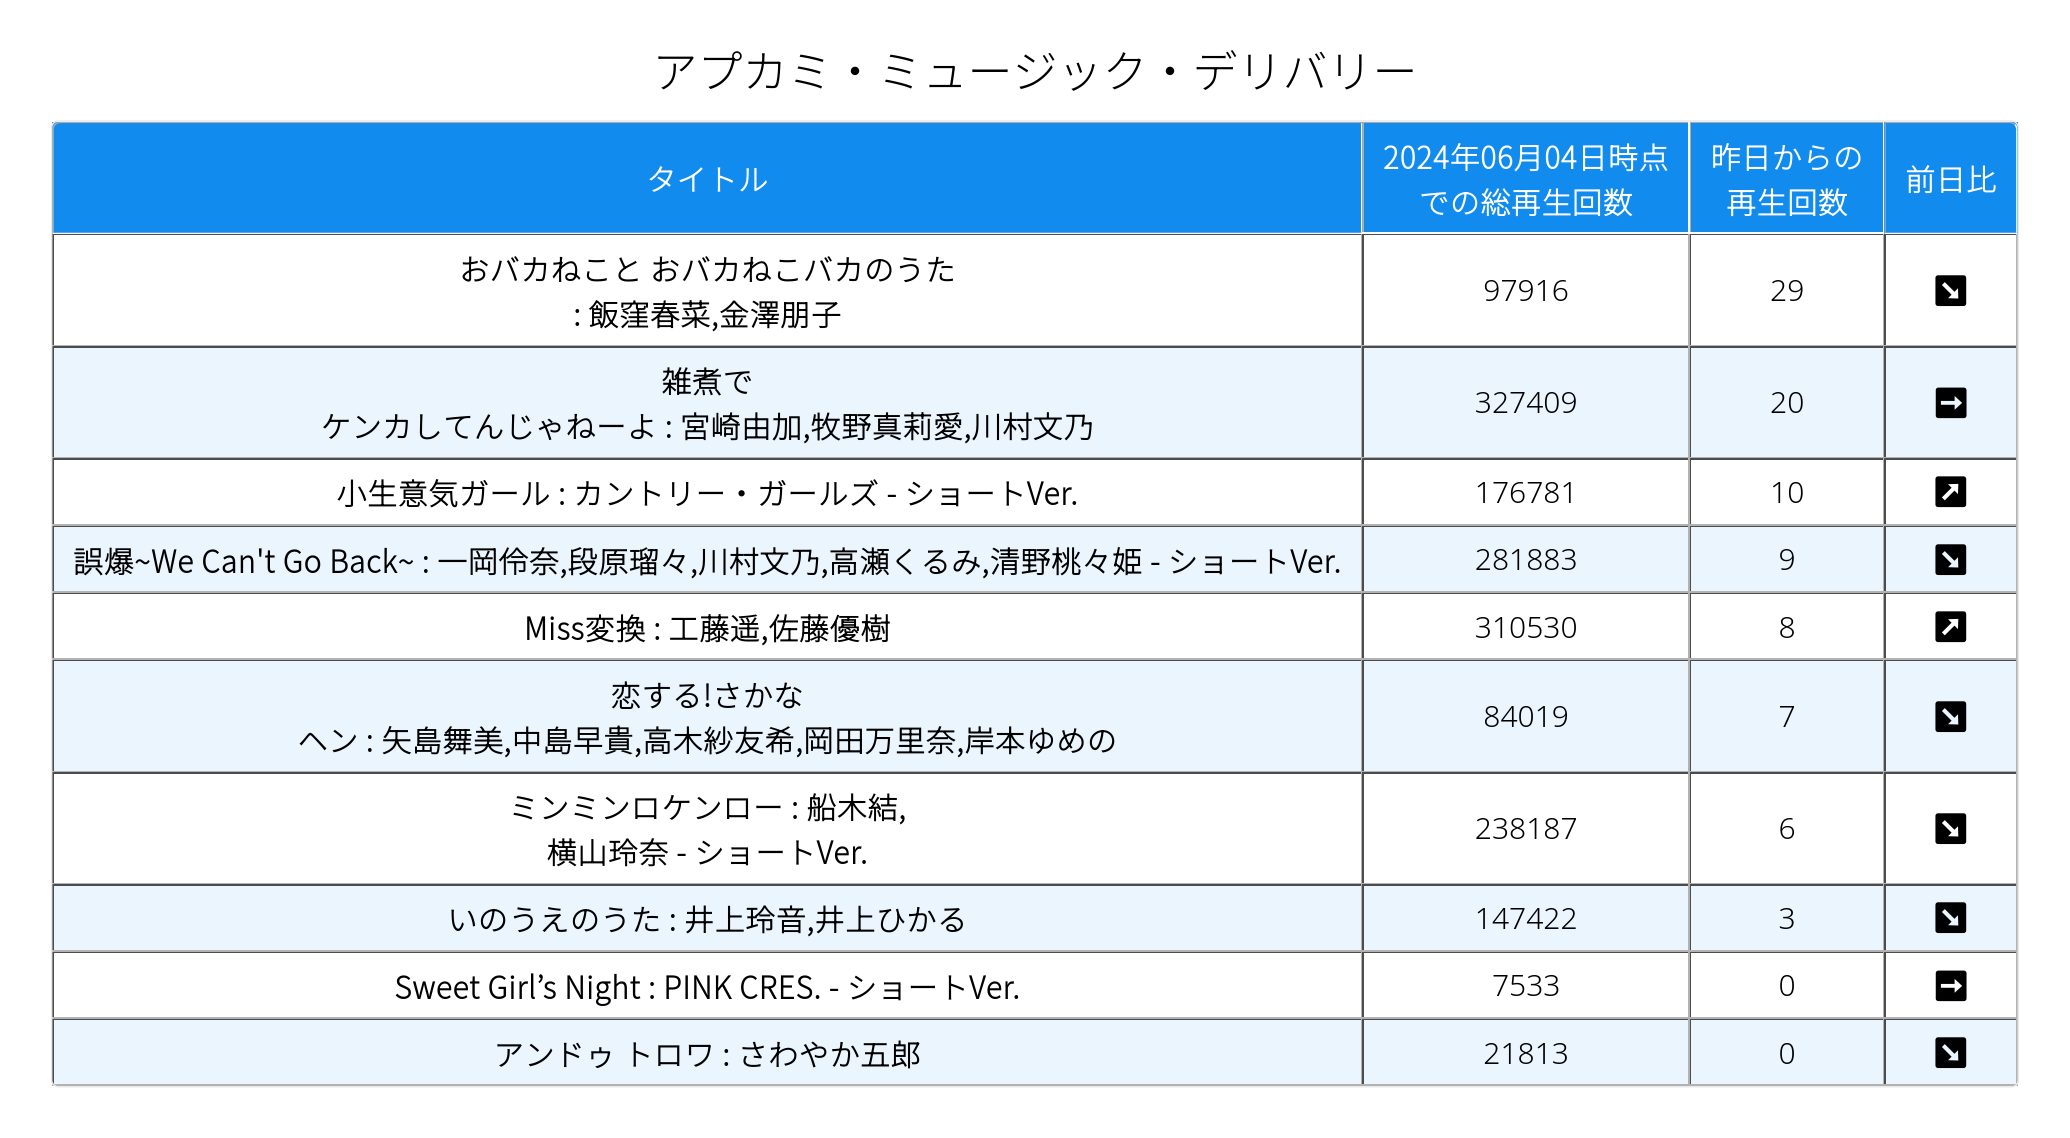 アプカミ・ミュージック・デリバリー
タイトル
2024年06月04日時点
での総再生回数
昨日からの
再生回数
前日比
おバカねこと おバカねこバカのうた
: 飯窪春菜,金澤朋子
97916
29
雑煮で
ケンカしてんじゃねーよ : 宮崎由加,牧野真莉愛,川村文乃
327409
20
小生意気ガール : カントリー・ガールズ - ショートVer.
176781
10
誤爆~We Can't Go Back~ : 一岡伶奈,段原瑠々,川村文乃,高瀬くるみ,清野桃々姫 - ショートVer.
281883
9
Miss変換 : 工藤遥,佐藤優樹
310530
8
恋する!さかな
ヘン : 矢島舞美,中島早貴,高木紗友希,岡田万里奈,岸本ゆめの
84019
7
ミンミンロケンロー : 船木結,
横山玲奈 - ショートVer.
238187
6
いのうえのうた : 井上玲音,井上ひかる
147422
3
Sweet Girl’s Night : PINK CRES. - ショートVer.
7533
0
アンドゥ トロワ : さわやか五郎
21813
0